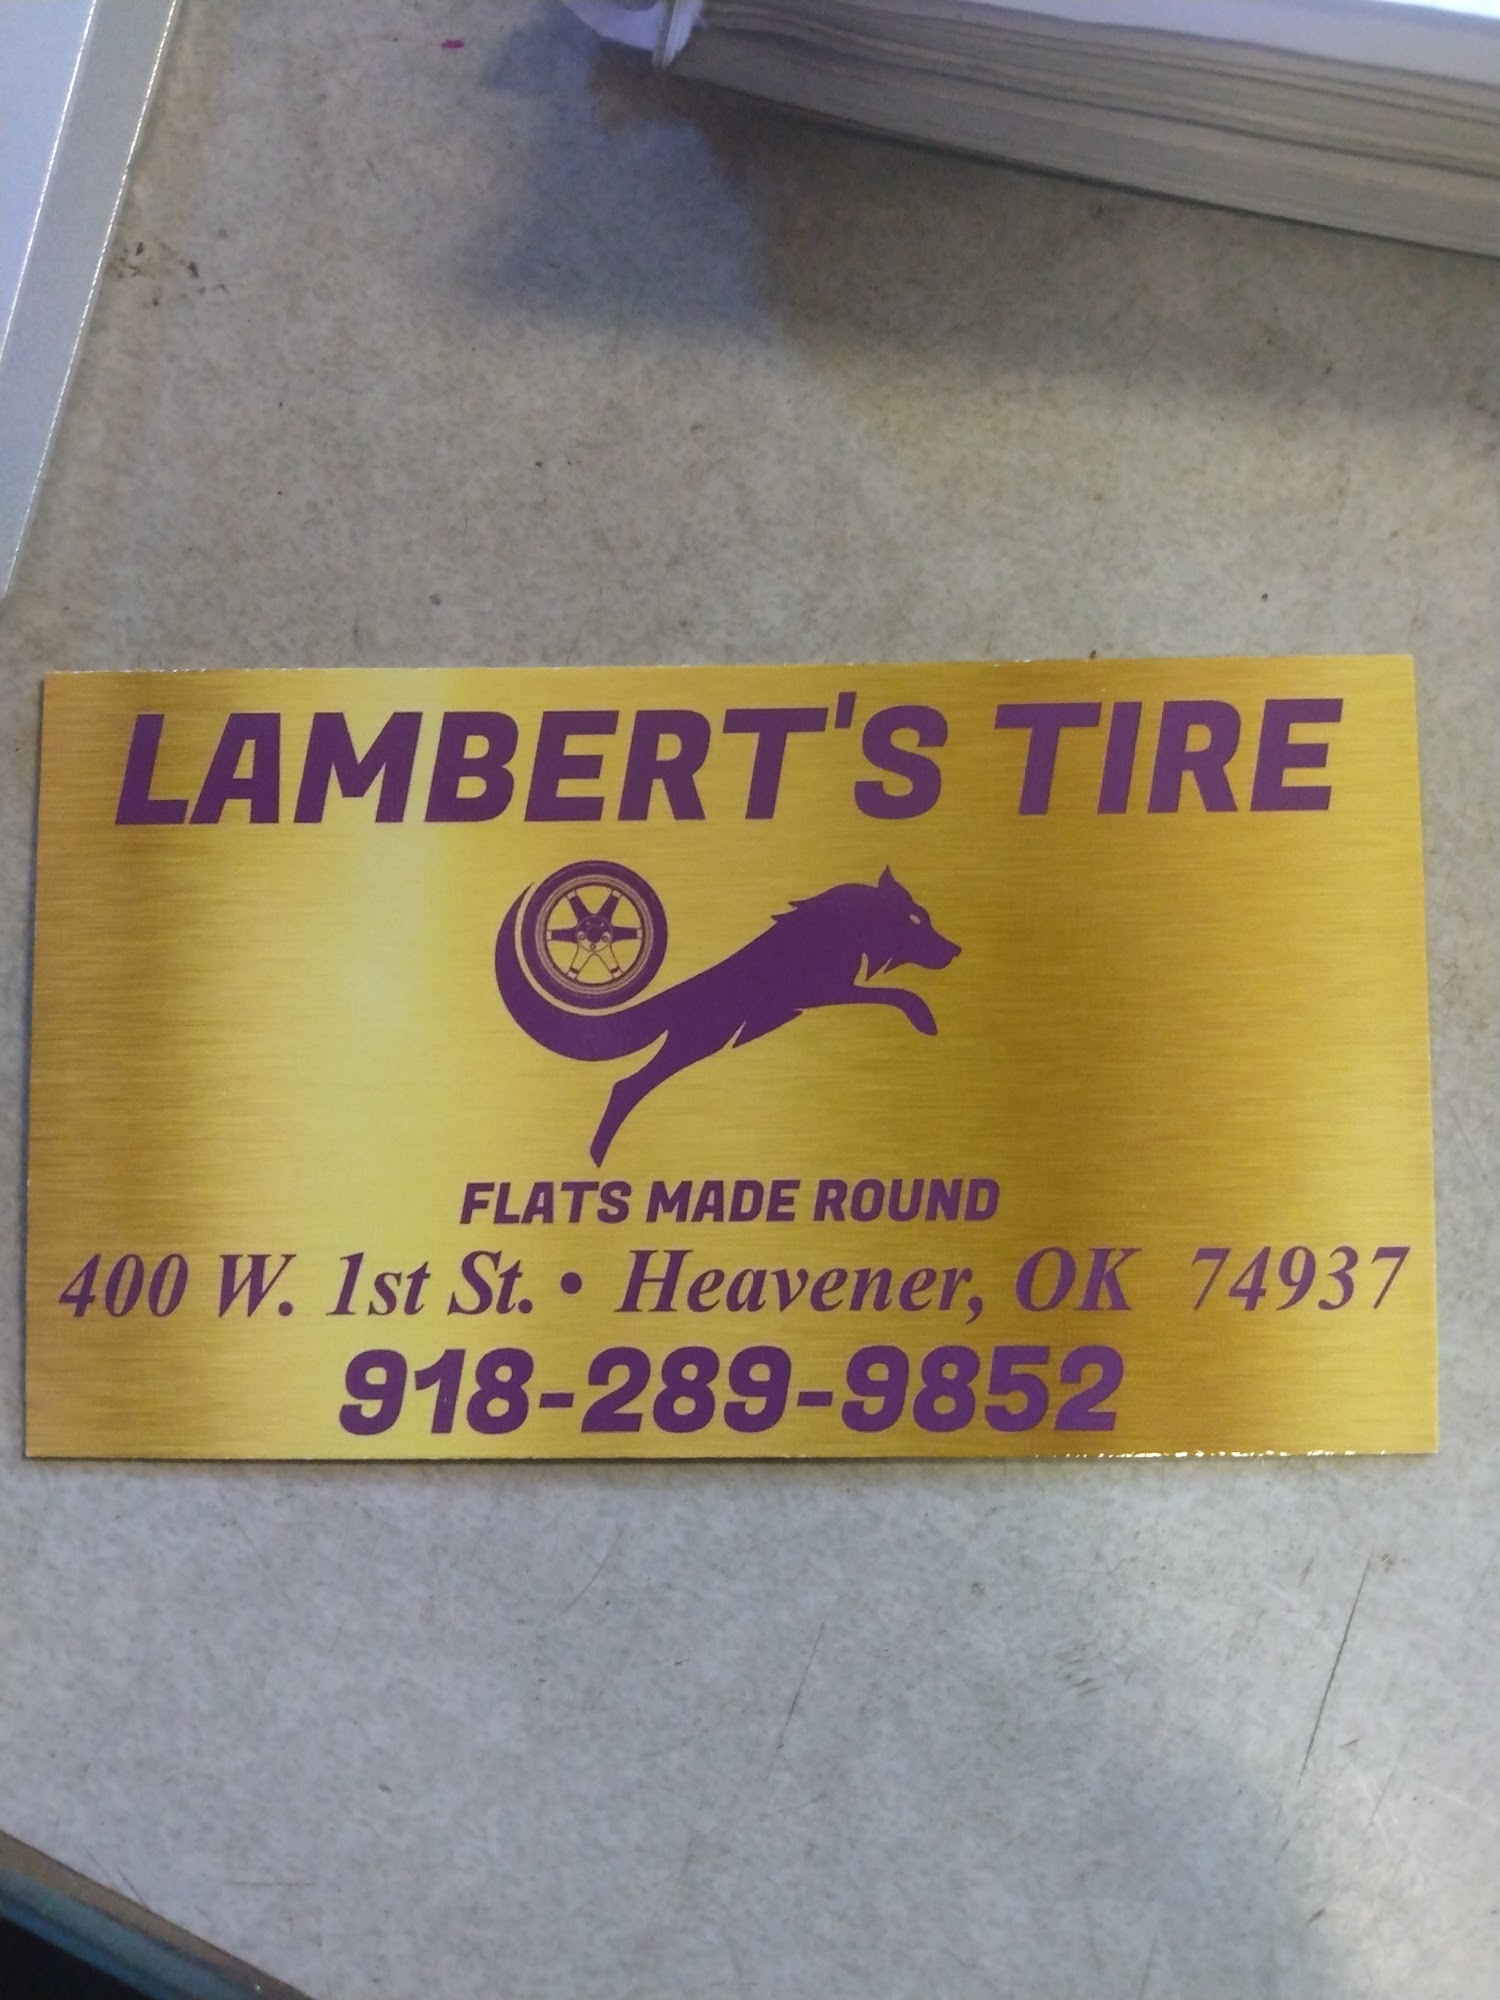 LAMBERT'S TIRE
FLATS MADE ROUND
400 W. 1st St. • Heavener, OK 74937
918-289-9852